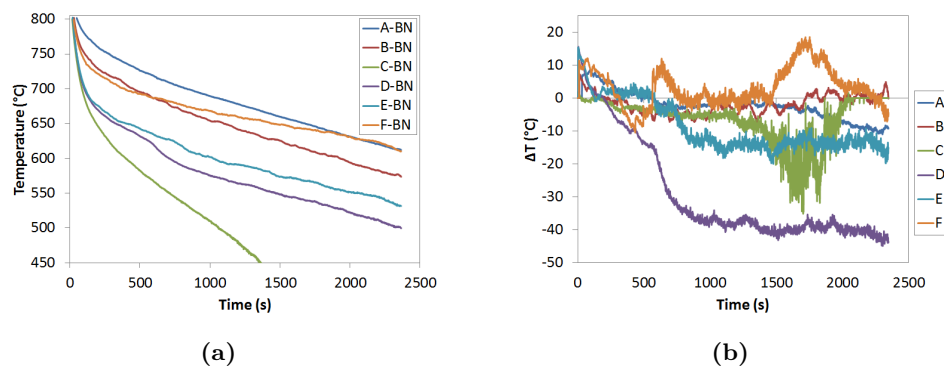 800
750
700
650
600
550
500
450
Temperature (°C)
0 500 1000 1500 2000 2500
Time (s)
A-BN
B-BN
C-BN
D-BN
E-BN
F-BN
(a)
20
10
0
-10
-20
-30
-40
-50
ΔT (°C)
0 500 1000 1500 2000 2500
Time (s)
A
B
C
D
E
F
(b)